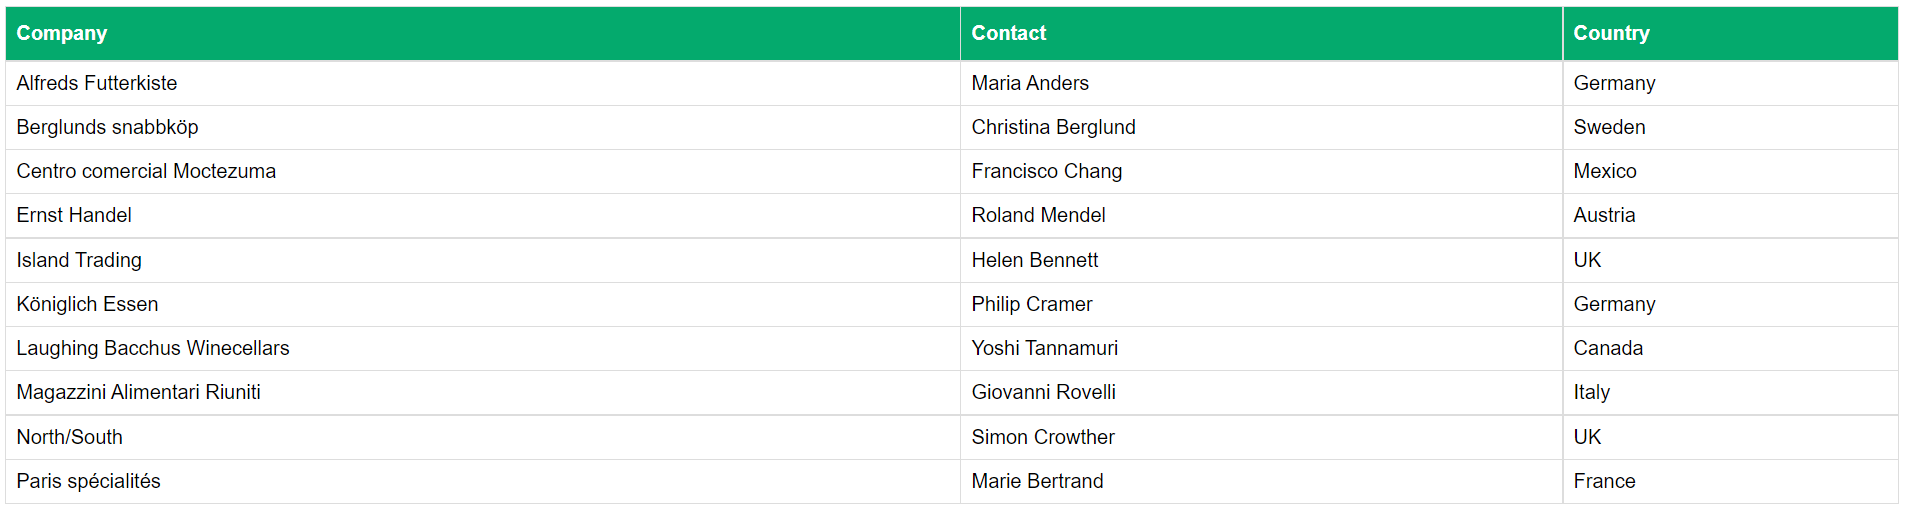 Company Contact Country
Alfreds Futterkiste Maria Anders Germany
Berglunds snabbköp Christina Berglund Sweden
Centro comercial Moctezuma Francisco Chang Mexico
Ernst Handel Roland Mendel Austria
Island Trading Helen Bennett UK
Königlich Essen Philip Cramer Germany
Laughing Bacchus Winecellars Yoshi Tannamuri Canada
Magazzini Alimentari Riuniti Giovanni Rovelli Italy
North/South Simon Crowther UK
Paris spécialités Marie Bertrand France